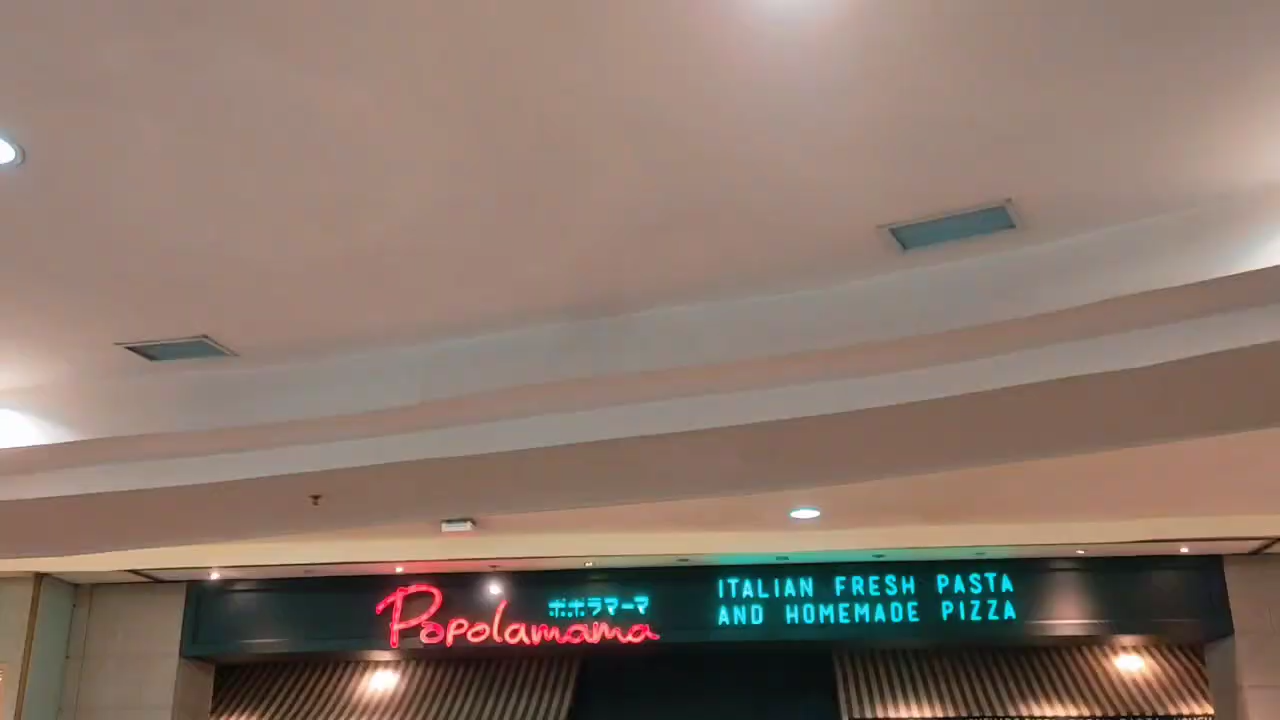 Popolamama
ポポラマーマ
ITALIAN FRESH PASTA
AND HOMEMADE PIZZA